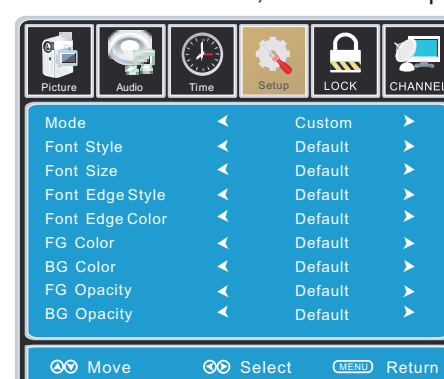 Picture Audio Time Setup LOCK CHANNEL
Mode Custom
Font Style Default
Font Size Default
Font Edge Style Default
Font Edge Color Default
FG Color Default
BG Color Default
FG Opacity Default
BG Opacity Default
Move Select MENU Return